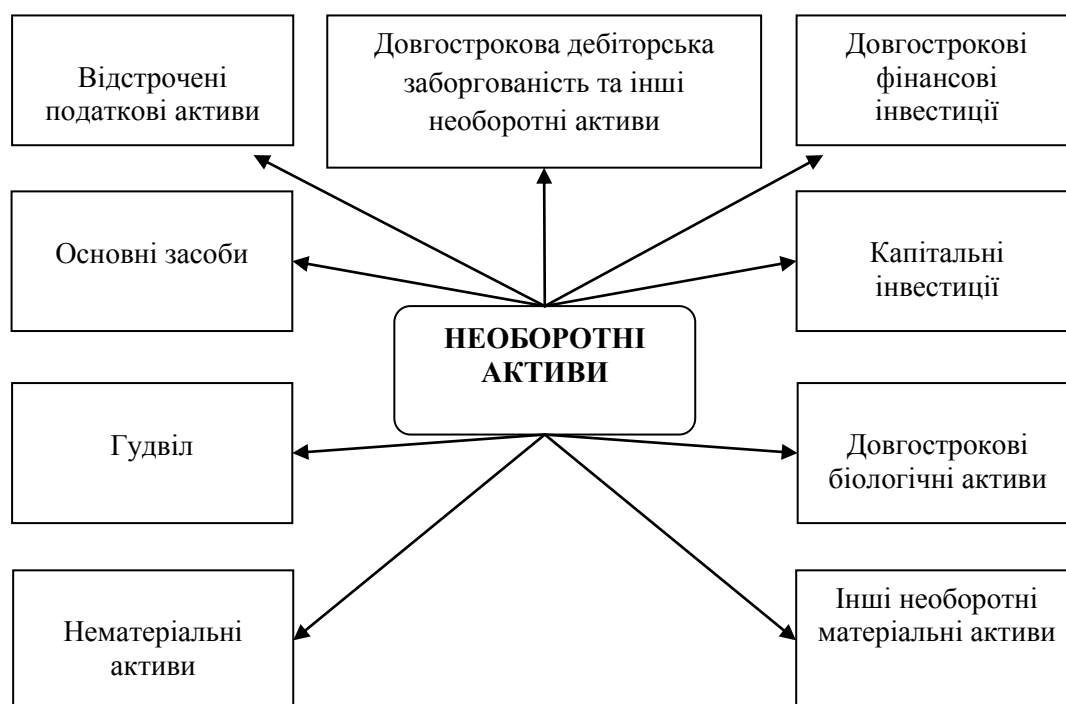 Відстрочені
податкові активи
Довгострокова дебіторська
заборгованість та інші
необоротні активи
Довгострокові
фінансові
інвестиції
Основні засоби
Капітальні
інвестиції
НЕОБОРОТНІ
АКТИВИ
Гудвіл
Довгострокові
біологічні активи
Нематеріальні
активи
Інші необоротні
матеріальні активи